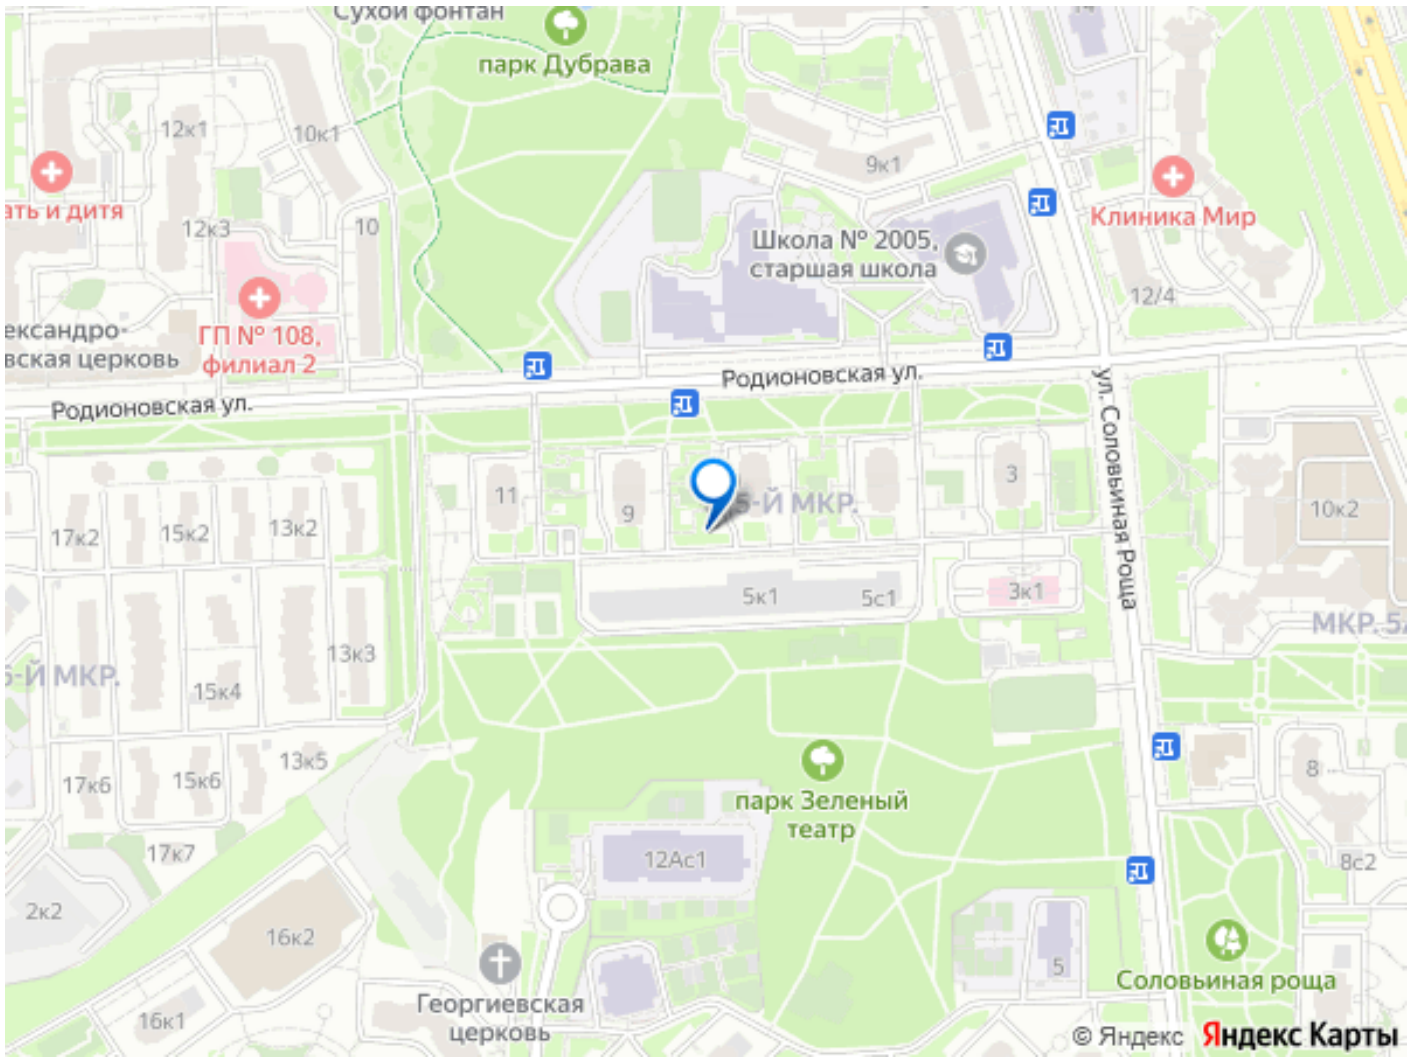 Сухой фонтан
14
парк Дубрава
12к1
10к1
9к1
ать и дитя
12к3
10
Школа № 2005,
старшая школа
Клиника Мир
12/4
ександро-
вская церковь
ГП № 108,
филиал 2
Родионовская ул.
Родионовская ул.
ул. Соловьиная Роща
11
9
5-Й МКР.
3
10к2
17к2
15к2
13к2
5к1
5с1
3к1
МКР. 5А
13к3
6-Й МКР.
15к4
17к6
15к6
13к5
8
парк Зеленый
театр
17к7
12Ас1
8с2
2к2
16к2
5
Соловьиная роща
Георгиевская
церковь
16к1
© Яндекс Яндекс Карты